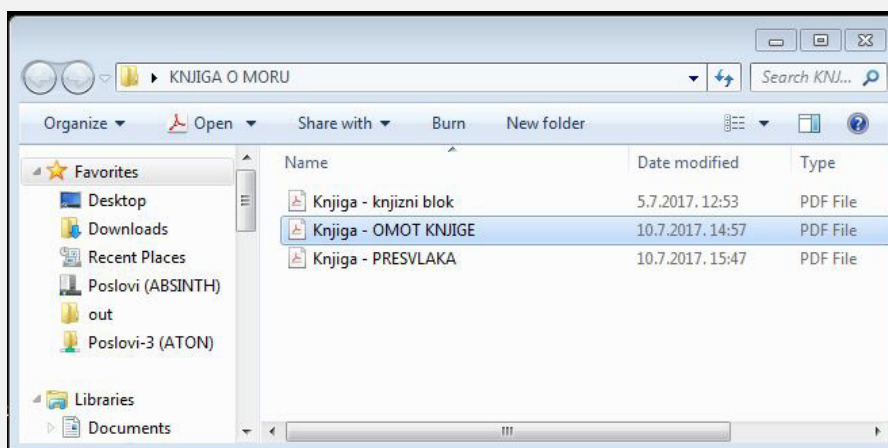 KNJIGA O MORU
Search KNJ...
Organize Open Share with Burn New folder
Favorites
Desktop
Downloads
Recent Places
Poslovi (ABSINTH)
out
Poslovi-3 (ATON)
Libraries
Documents
Name Date modified Type
Knjiga - knjizni blok 5.7.2017. 12:53 PDF File
Knjiga - OMOT KNJIGE 10.7.2017. 14:57 PDF File
Knjiga - PRESVLAKA 10.7.2017. 15:47 PDF File